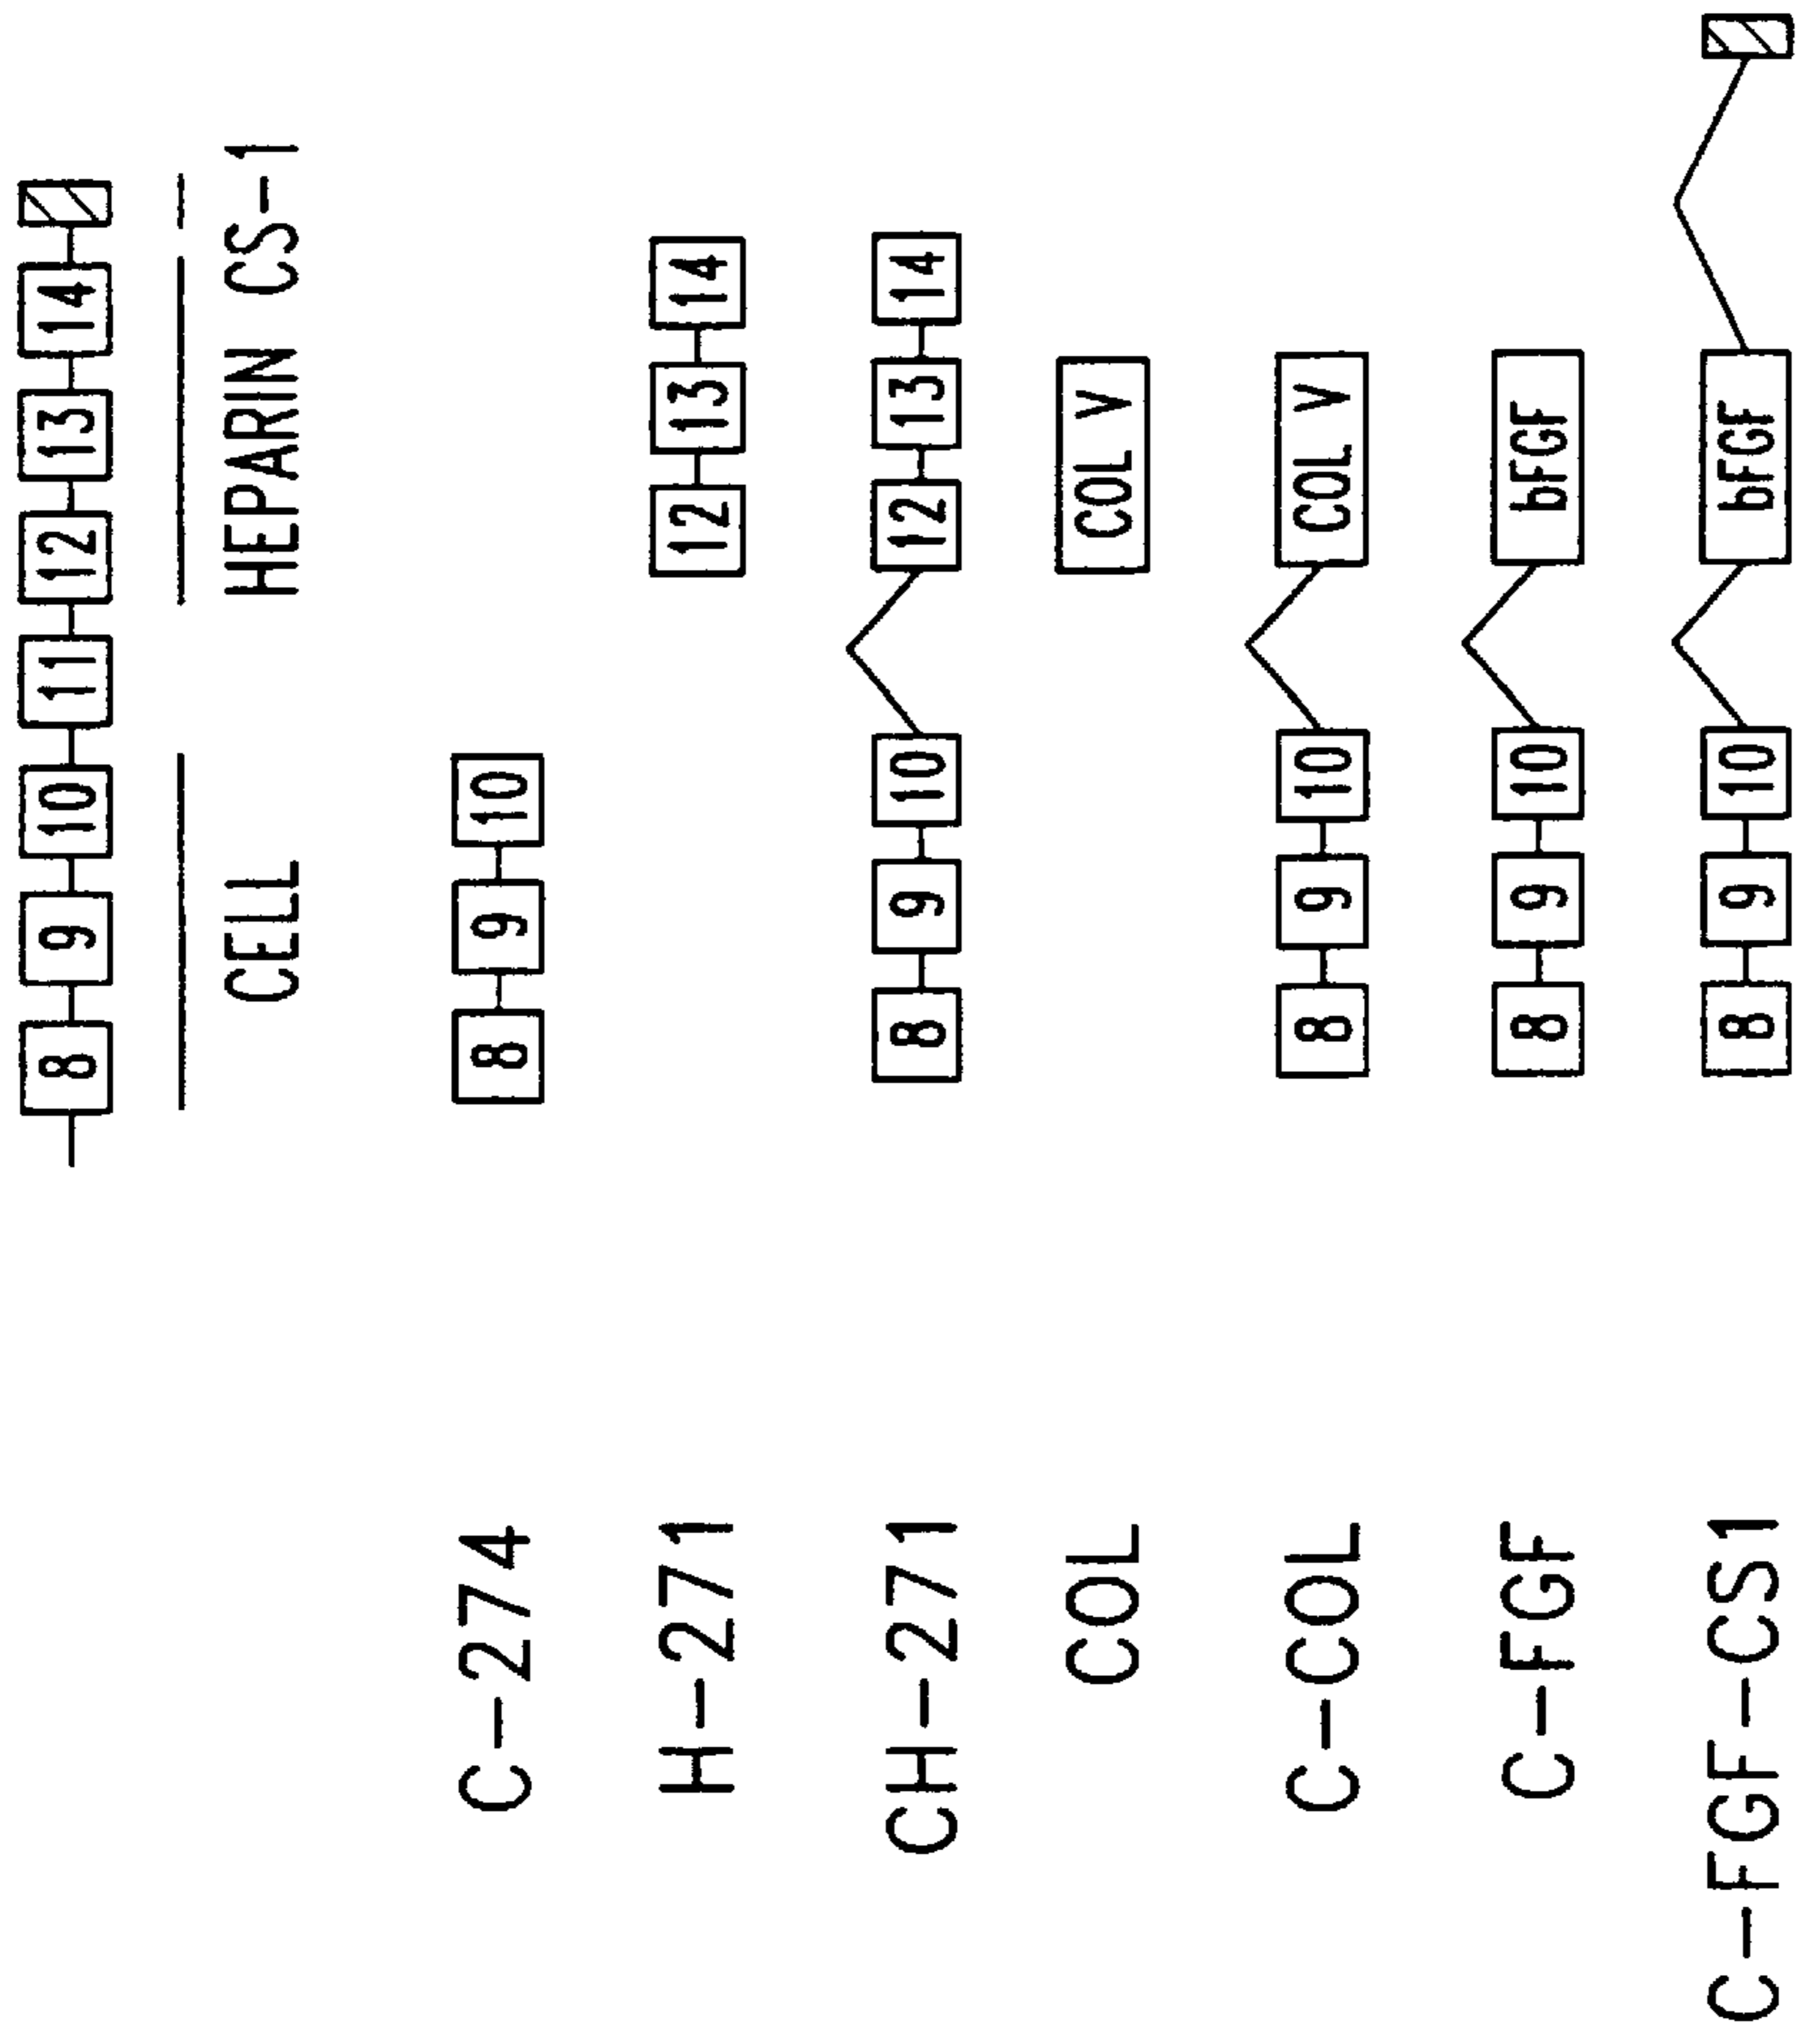 8 9 10 11 12 13 14
CELL HEPARIN CS-1
C-274 8 9 10
H-271 12 13 14
CH-271 8 9 10 12 13 14
COL COL V
C-COL 8 9 10 COL V
C-FGF 8 9 10 bFGF
C-FGF-CS1 8 9 10 bFGF